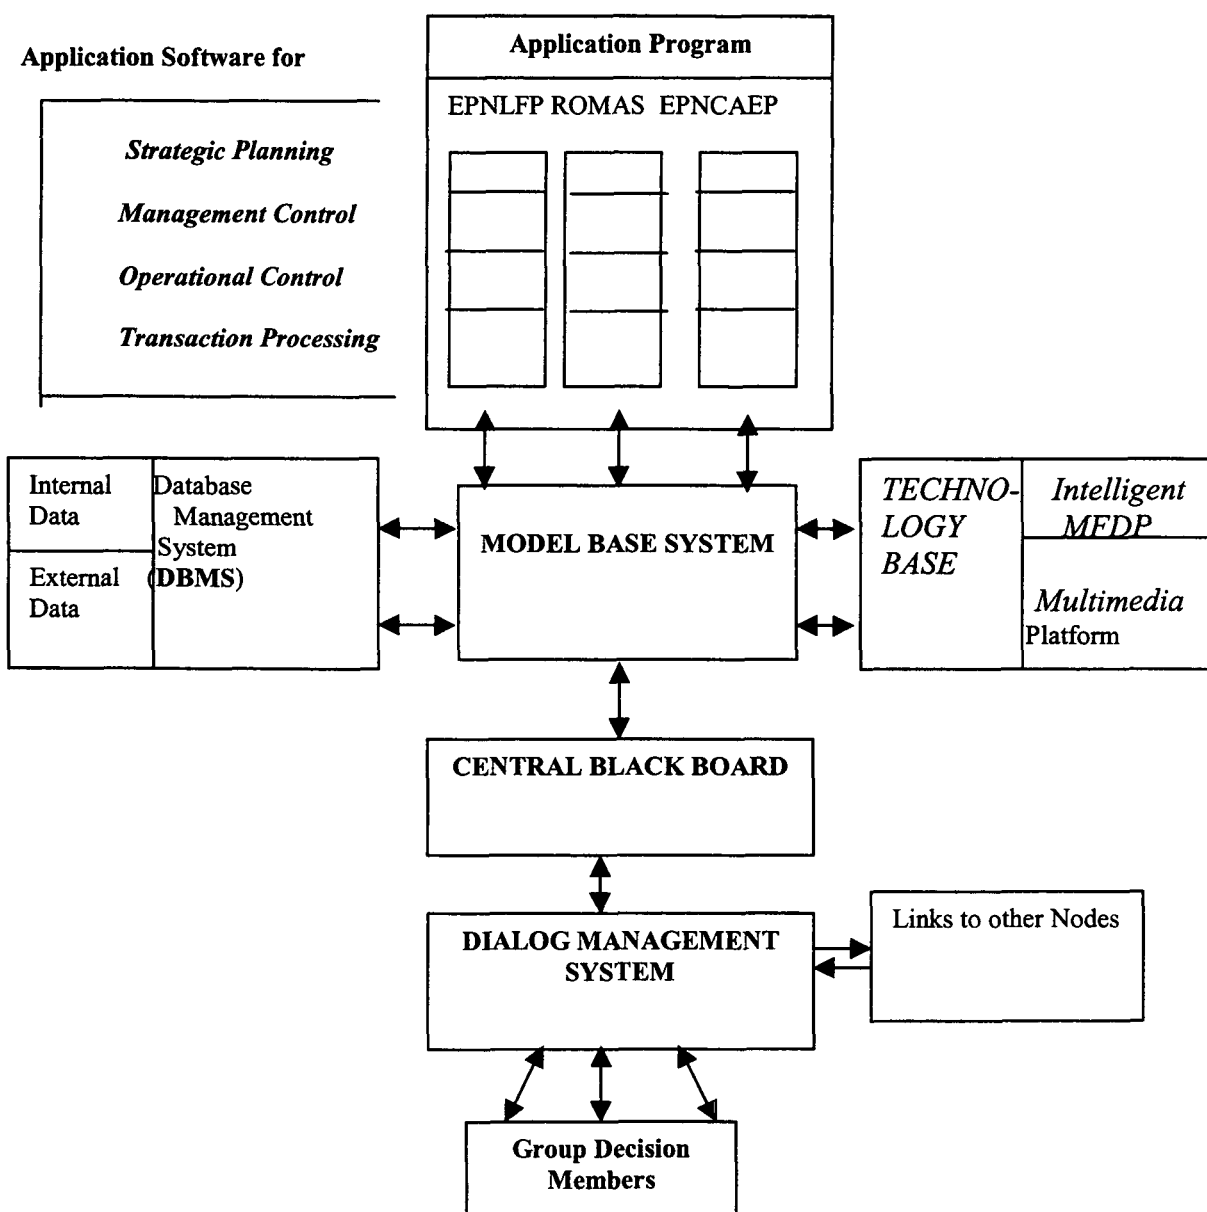 Application Software for
Strategic Planning
Management Control
Operational Control
Transaction Processing
Application Program
EPNLFP ROMAS EPNCAEP
Internal
Data
External
Data
Database
Management
System
(DBMS)
MODEL BASE SYSTEM
TECHNO-
LOGY
BASE
Intelligent
MFDP
Multimedia
Platform
CENTRAL BLACK BOARD
DIALOG MANAGEMENT
SYSTEM
Links to other Nodes
Group Decision
Members